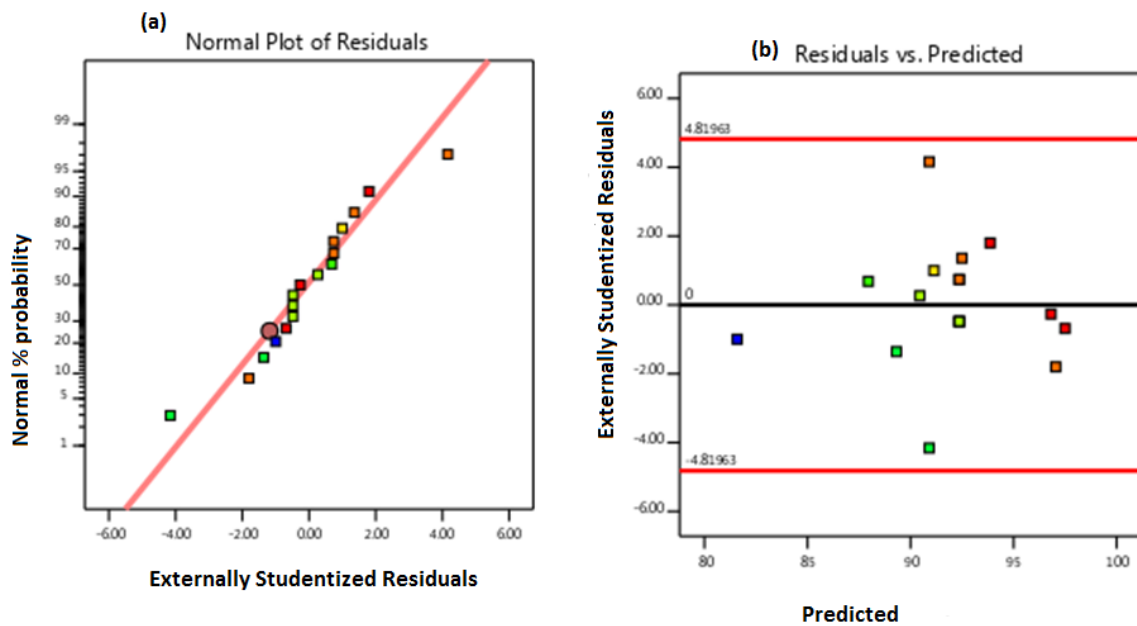 (a)
Normal Plot of Residuals
Normal % probability
99
95
90
80
70
50
30
20
10
5
1
-6.00 -4.00 -2.00 0.00 2.00 4.00 6.00
Externally Studentized Residuals
(b) Residuals vs. Predicted
Externally Studentized Residuals
6.00
4.81963
4.00
2.00
0.00
0
-2.00
-4.00
-4.81963
-6.00
80 85 90 95 100
Predicted